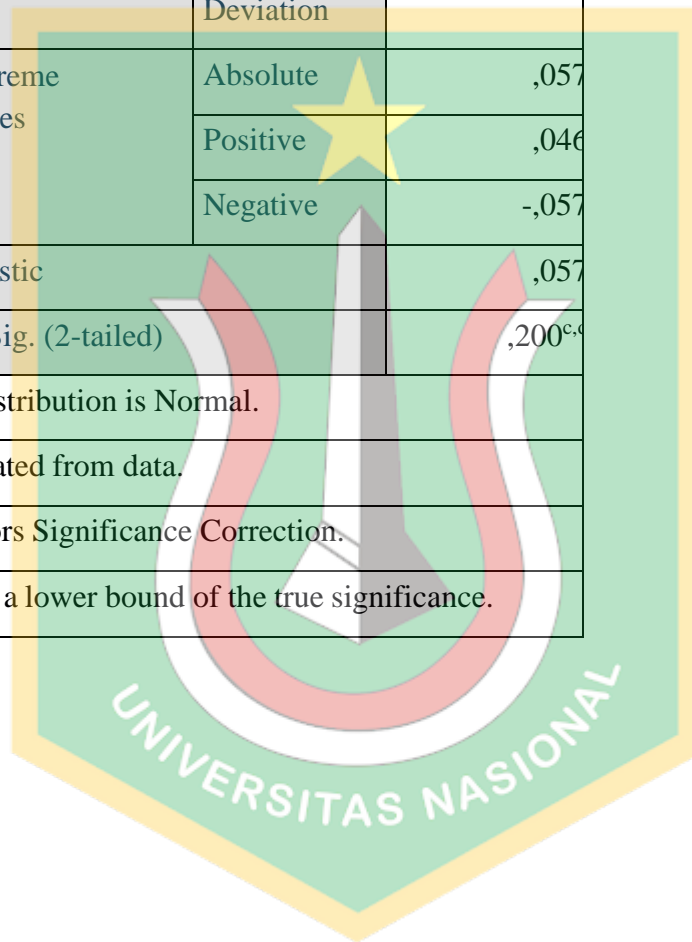 Deviation
reme Absolute ,057
es
Positive ,046
Negative -,057
stic ,057
ig. (2-tailed) ,200c,
stribution is Normal.
ated from data.
rs Significance Correction.
a lower bound of the true significance.
UNIVERSITAS NASIONAL